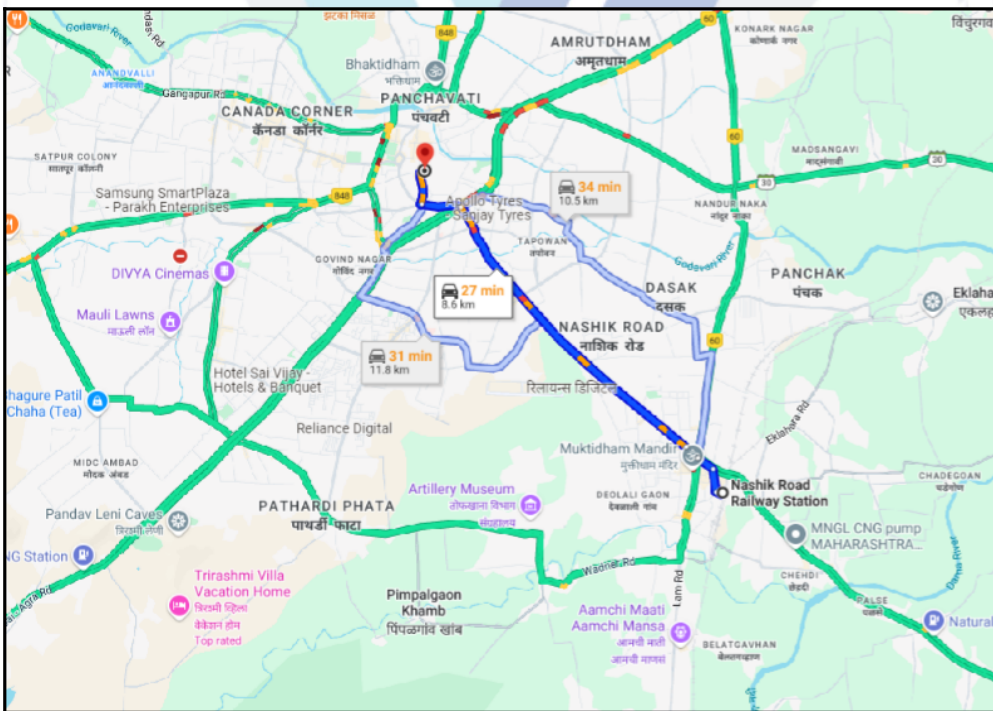 झटका मिसळ
Godavari River
848
60
KONARK NAGAR
कोणार्क नगर
AMRUTDHAM
अमृतधाम
Bhaktidham
भक्तिधाम
ANANDVALLI
आनंदवल्ली
Gangapur Rd
PANCHAVATI
पंचवटी
CANADA CORNER
कॅनडा कॉर्नर
60
MADSANGAVI
माद्संगावी
30
SATPUR COLONY
सातपूर कॉलनी
30
34 min
10.5 km
Samsung SmartPlaza
- Parakh Enterprises
848
Apollo Tyres
- Sanjay Tyres
NANDUR NAKA
नांदूर नाका
TAPOWAN
तपोवन
Godavari River
GOVIND NAGAR
गोविंद नगर
DIVYA Cinemas
PANCHAK
पंचक
DASAK
दसक
27 min
8.6 km
Eklaha
एकलह
Mauli Lawns
माऊली लॉन
NASHIK ROAD
नाशिक रोड
60
31 min
11.8 km
Hotel Sai Vijay -
Hotels & Banquet
रिलायन्स डिजिटल
Bhagure Patil
Chaha (Tea)
Reliance Digital
Eklahara Rd
Muktidham Mandir
मुक्तीधाम मंदिर
MIDC AMBAD
CHADEGAON
चडेगोण
Artillery Museum
तोफखाना विभाग
संग्रहालय
DEOLALI GAON
देवळाली गांव
Nashik Road
Railway Station
PATHARDI PHATA
पाथर्डी फाटा
Pandav Leni Caves
त्रिरश्मी लेणी
MNGL CNG pump
MAHARASHTRA...
NG Station
Darna River
Wadner Rd
CHEHDI
चेहडी
Trirashmi Villa
Vacation Home
त्रिरश्मी व्हिला
वेकेशन होम
Top rated
Lam Rd
Pimpalgaon
Khamb
पिंपळगांव खांब
PALSE
पळसे
Agra Rd
Aamchi Maati
Aamchi Mansa
आमची माती
आमची माणसं
Natural
BELATGAVHAN
बेलतगव्हाण